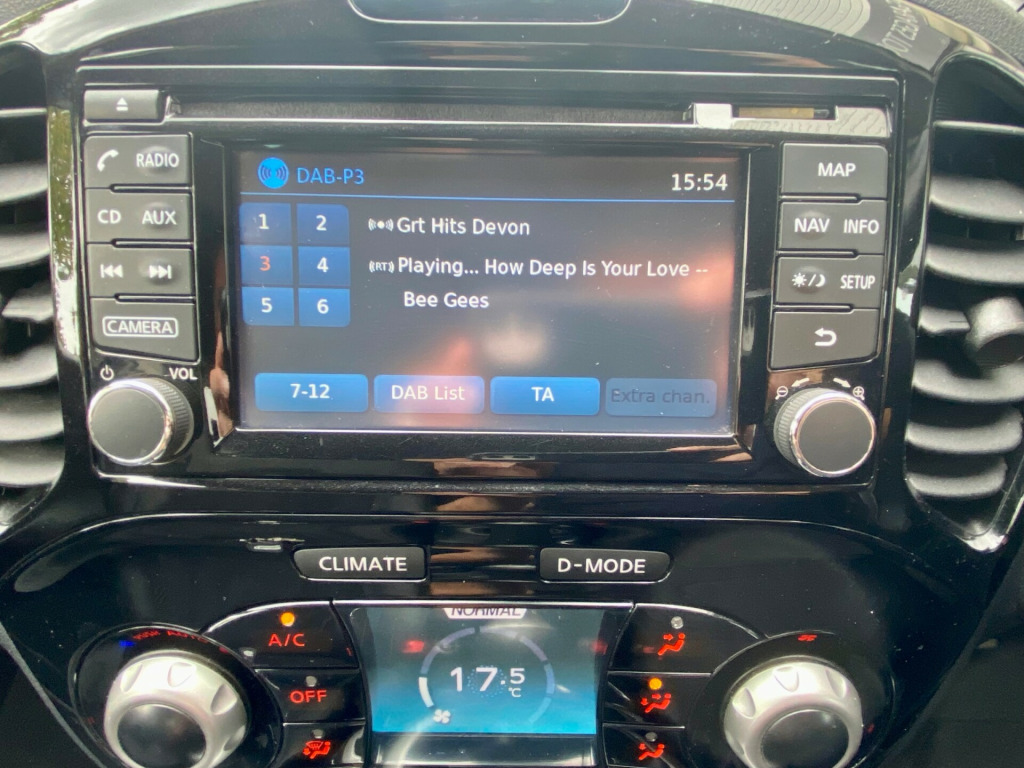 DAB-P3
15:54
RADIO
MAP
CD AUX
NAV INFO
SETUP
CAMERA
VOL
1 2
Grt Hits Devon
3 4
RT
Playing... How Deep Is Your Love --
5 6
Bee Gees
7-12
DAB List
TA
Extra chan.
CLIMATE
D-MODE
NORMAL
A/C
17.5
°C
OFF